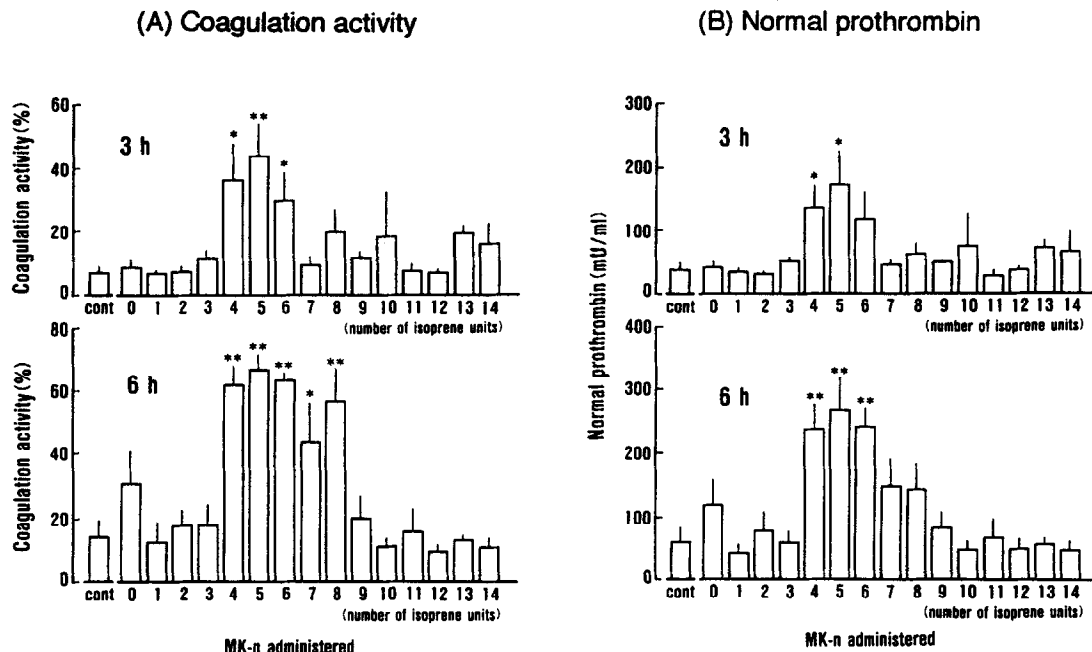 (A) Coagulation activity
(B) Normal prothrombin
Coagulation activity (%)
60
40
20
0
3 h
* ** *
cont 0 1 2 3 4 5 6 7 8 9 10 11 12 13 14
(number of isoprene units)
Coagulation activity (%)
80
60
40
20
0
6 h
** ** ** * **
cont 0 1 2 3 4 5 6 7 8 9 10 11 12 13 14
(number of isoprene units)
MK-n administered
Normal prothrombin (mU/ml)
300
200
100
0
3 h
* *
cont 0 1 2 3 4 5 6 7 8 9 10 11 12 13 14
(number of isoprene units)
400
300
200
100
0
6 h
** ** **
cont 0 1 2 3 4 5 6 7 8 9 10 11 12 13 14
(number of isoprene units)
MK-n administered